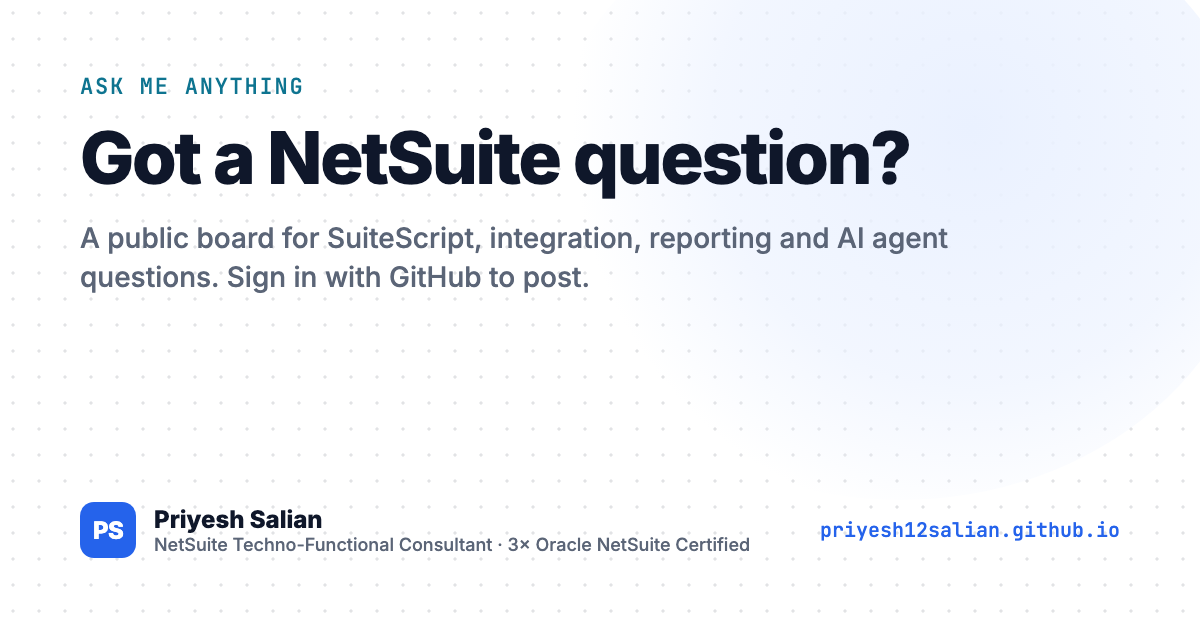 ASK ME ANYTHING
Got a NetSuite question?
A public board for SuiteScript, integration, reporting and AI agent
questions. Sign in with GitHub to post.
PS
Priyesh Salian
NetSuite Techno-Functional Consultant · 3× Oracle NetSuite Certified
priyesh12salian.github.io